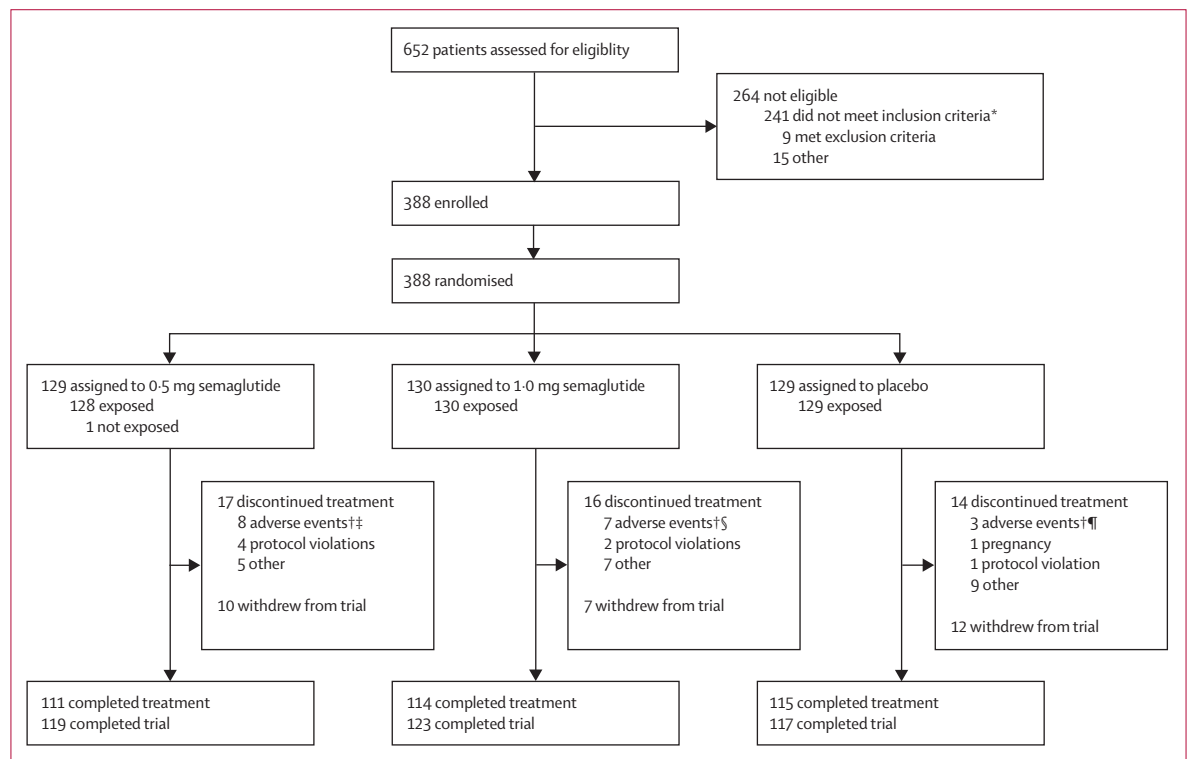 652 patients assessed for eligiblity
264 not eligible
241 did not meet inclusion criteria*
9 met exclusion criteria
15 other
388 enrolled
388 randomised
129 assigned to 0·5 mg semaglutide
128 exposed
1 not exposed
130 assigned to 1·0 mg semaglutide
130 exposed
129 assigned to placebo
129 exposed
17 discontinued treatment
8 adverse events†‡
4 protocol violations
5 other
10 withdrew from trial
16 discontinued treatment
7 adverse events†§
2 protocol violations
7 other
7 withdrew from trial
14 discontinued treatment
3 adverse events†¶
1 pregnancy
1 protocol violation
9 other
12 withdrew from trial
111 completed treatment
119 completed trial
114 completed treatment
123 completed trial
115 completed treatment
117 completed trial